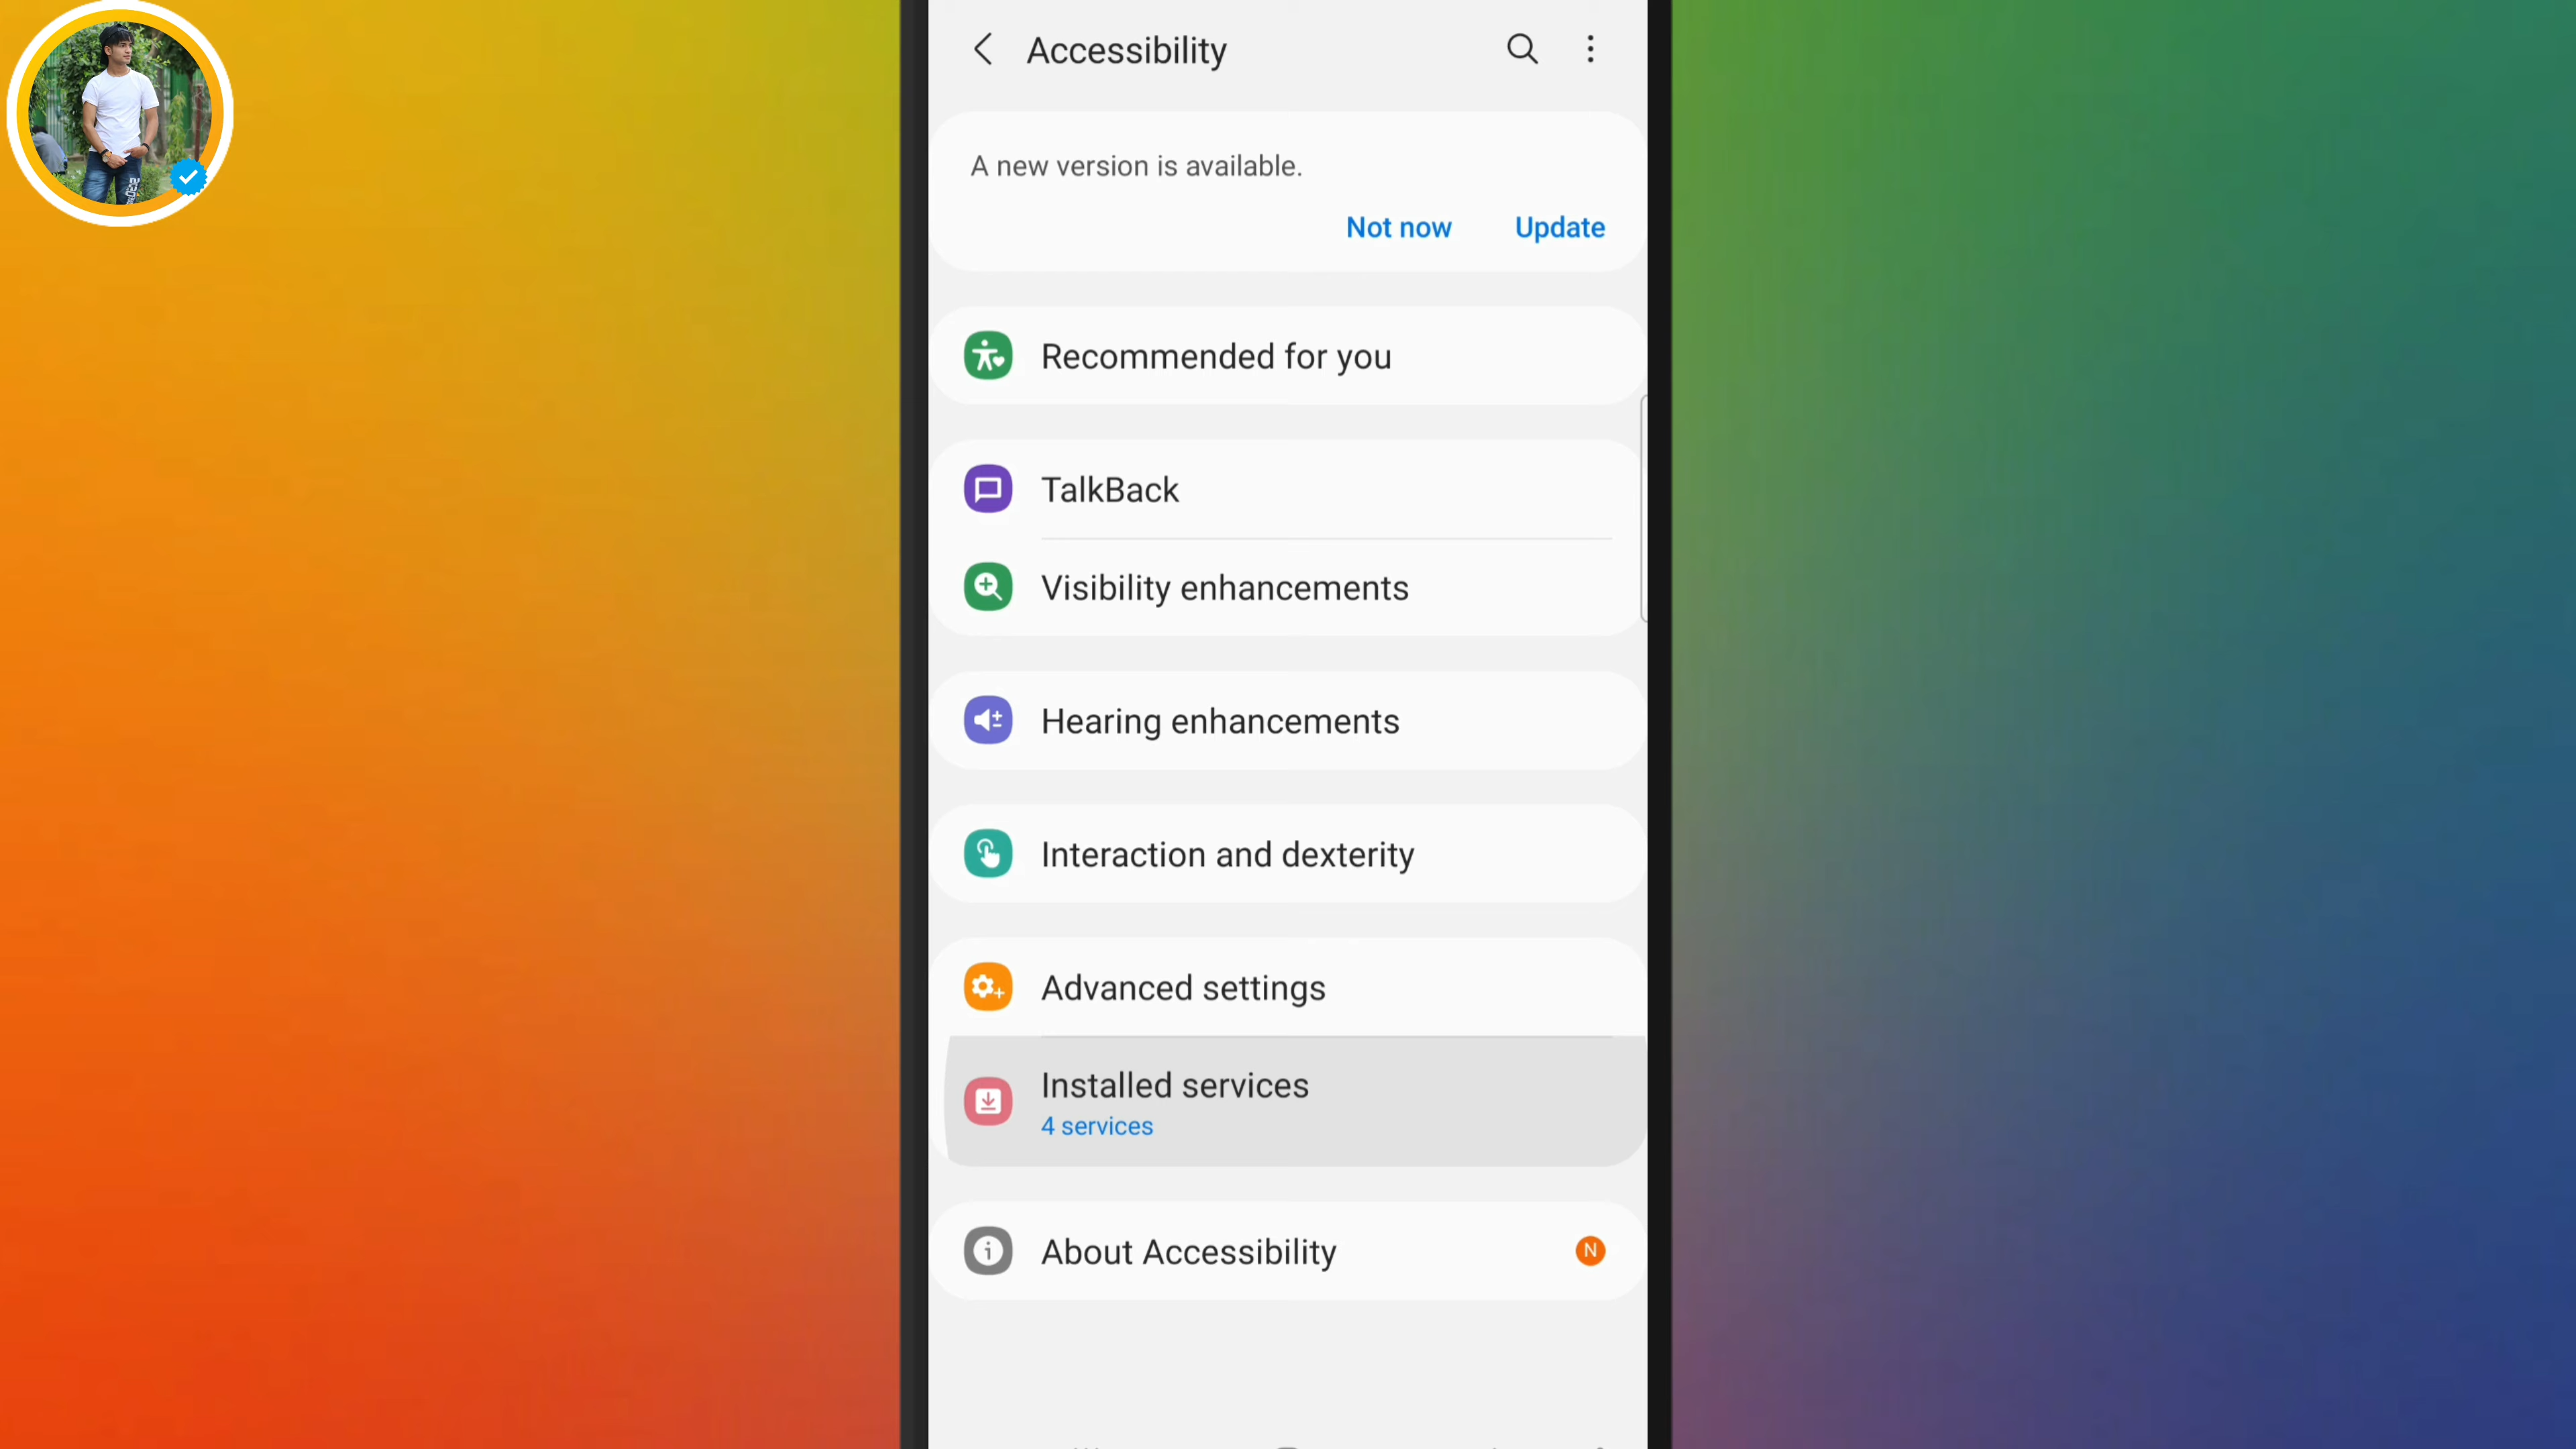 Accessibility
A new version is available.
Not now Update
Recommended for you
TalkBack
Visibility enhancements
Hearing enhancements
Interaction and dexterity
Advanced settings
Installed services
4 services
About Accessibility N